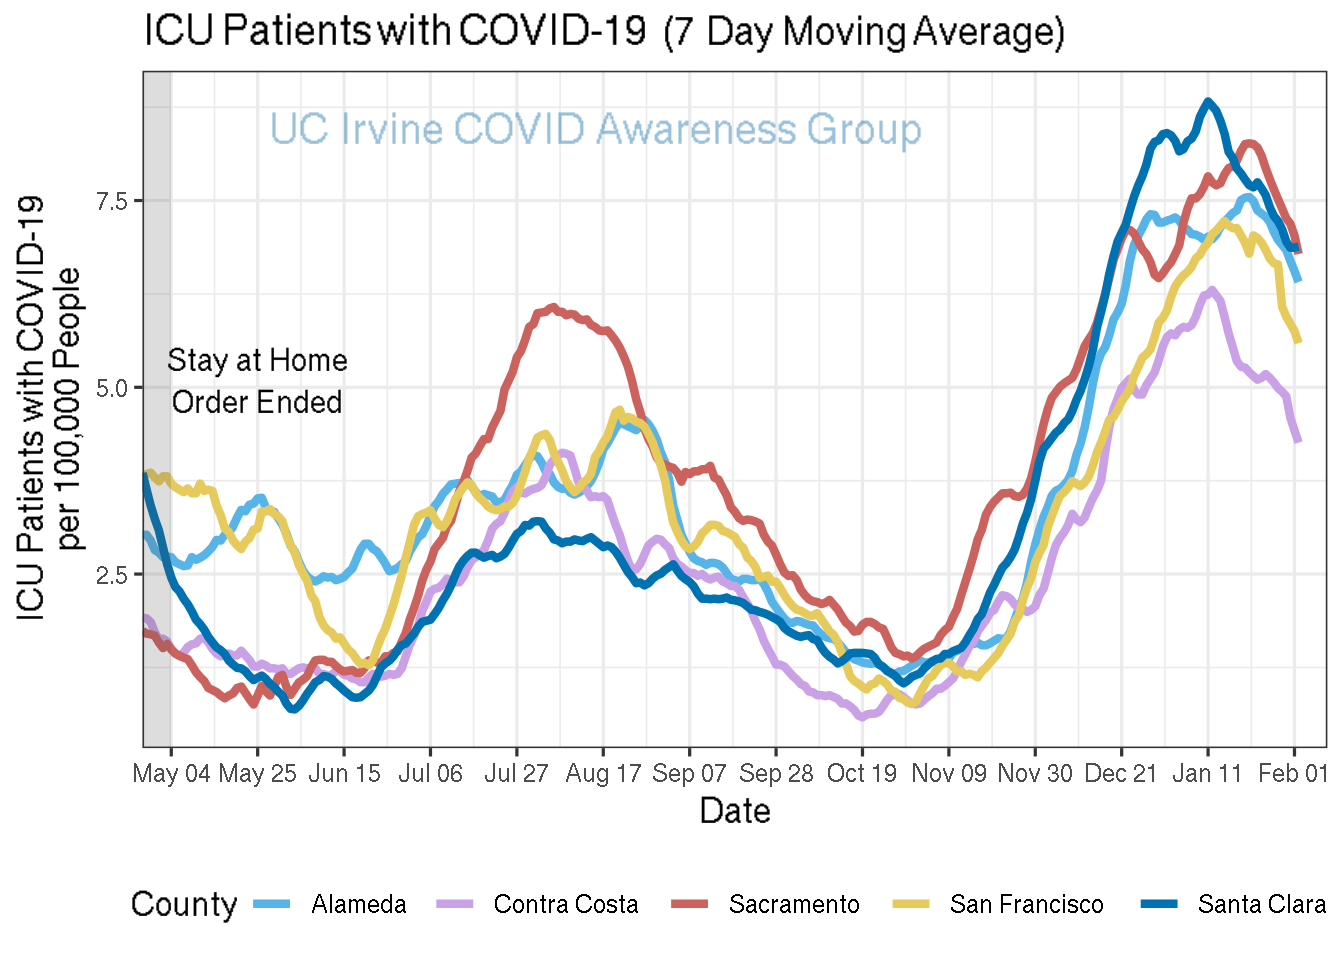 ICU Patients with COVID-19 (7 Day Moving Average)
UC Irvine COVID Awareness Group
ICU Patients with COVID-19
per 100,000 People
7.5
5.0
2.5
Stay at Home
Order Ended
May 04 May 25 Jun 15 Jul 06 Jul 27 Aug 17 Sep 07 Sep 28 Oct 19 Nov 09 Nov 30 Dec 21 Jan 11 Feb 01
Date
County Alameda Contra Costa Sacramento San Francisco Santa Clara